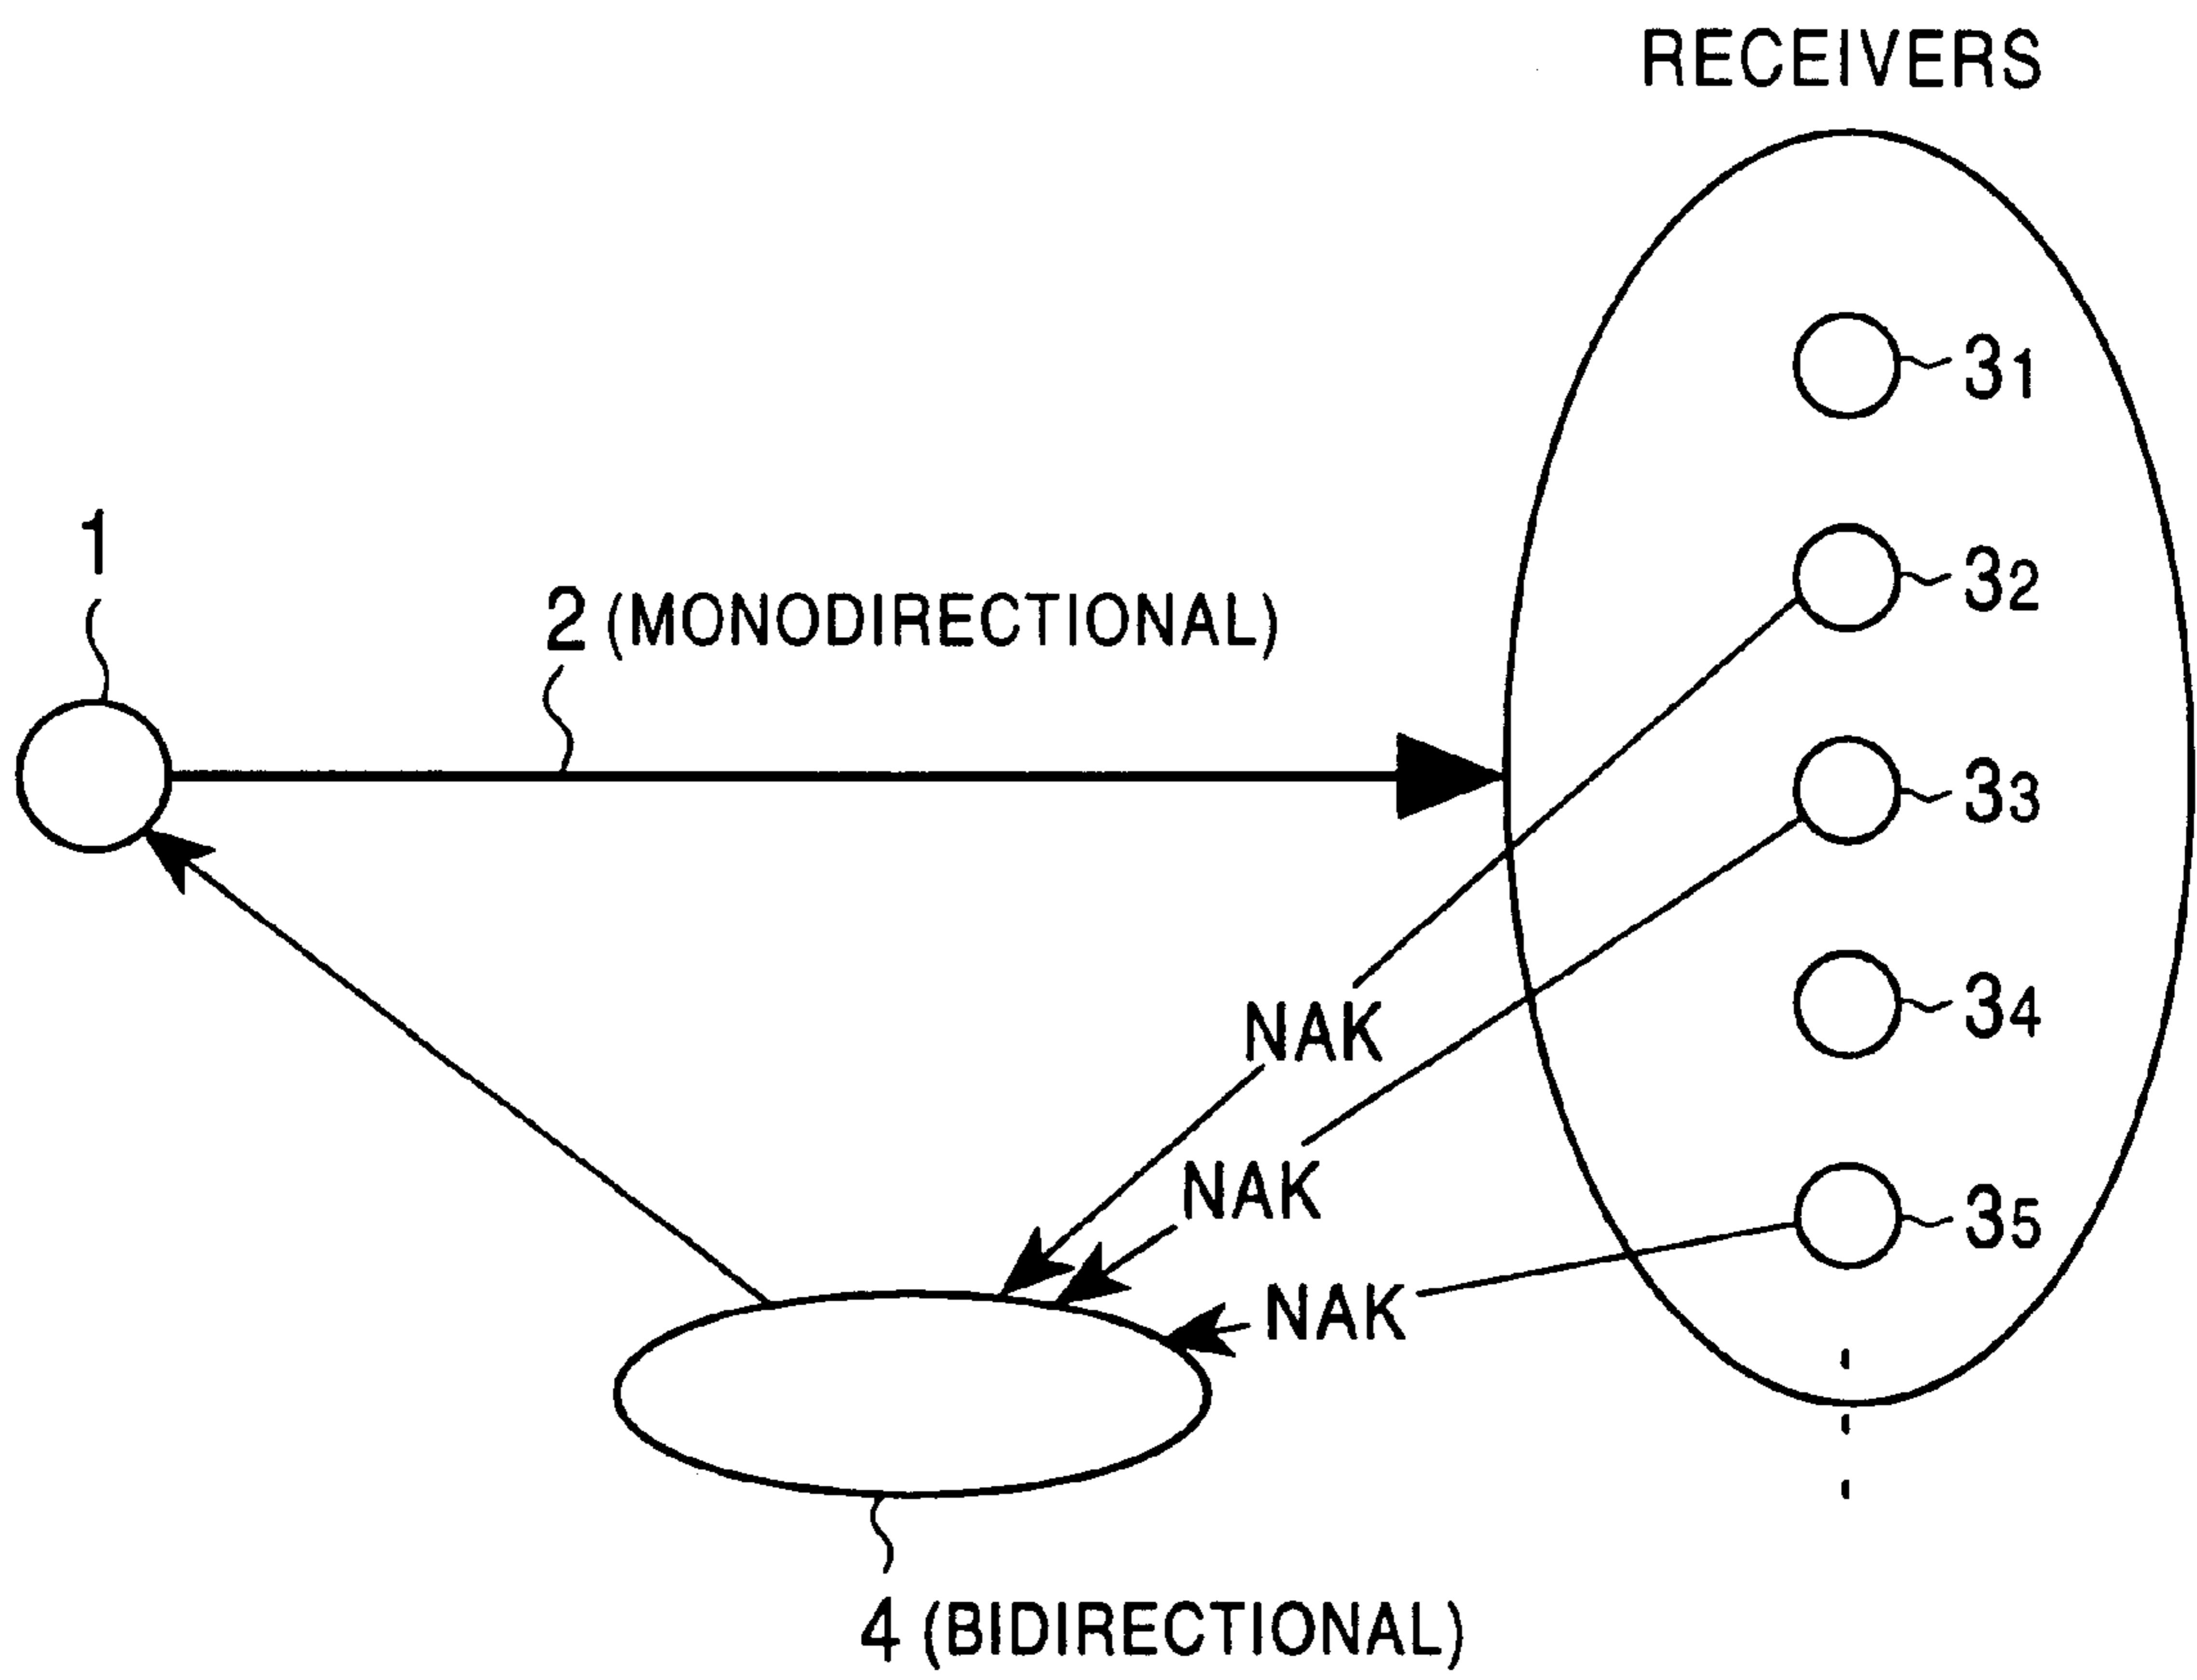 RECEIVERS
31
1
32
2 (MONODIRECTIONAL)
33
34
NAK
NAK
35
NAK
4 (BIDIRECTIONAL)